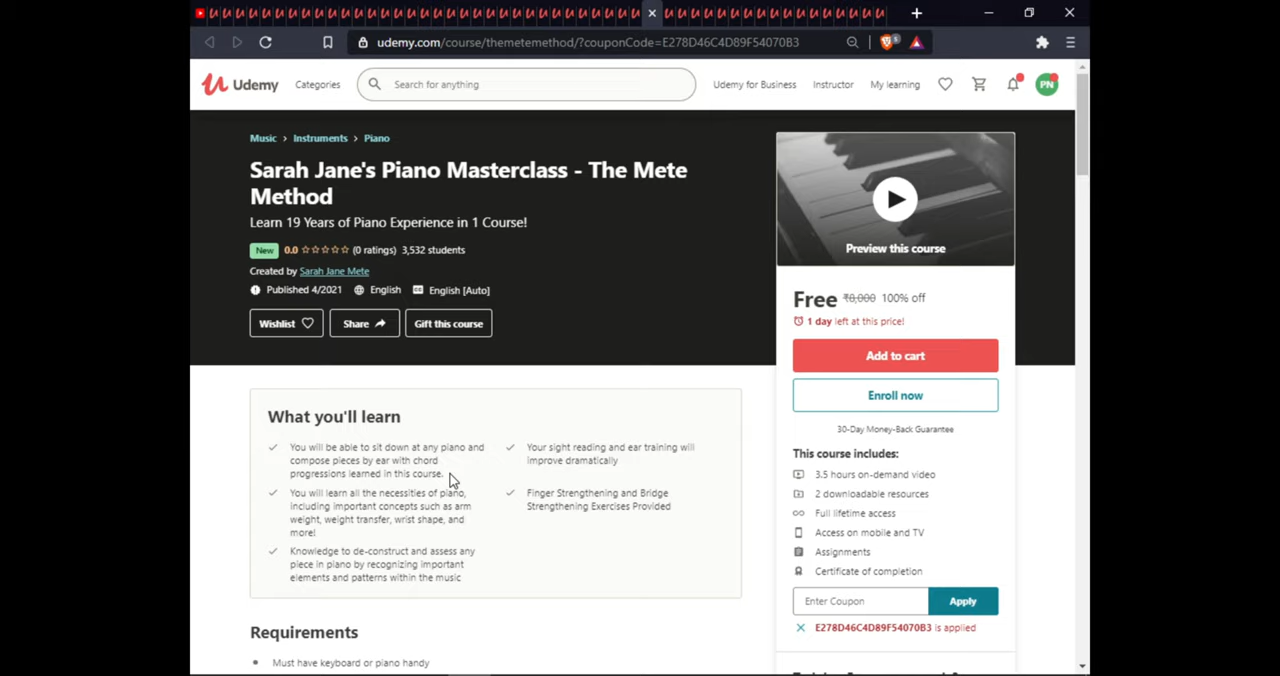 udemy.com/course/themetemethod/?couponCode=E278D46C4D89F54070B3
5
Udemy
Categories
Search for anything
Udemy for Business
Instructor
My learning
PN
Music > Instruments > Piano
Sarah Jane's Piano Masterclass - The Mete
Method
Learn 19 Years of Piano Experience in 1 Course!
New 0.0 (0 ratings) 3,532 students
Created by Sarah Jane Mete
Published 4/2021 English English [Auto]
Wishlist
Share
Gift this course
Preview this course
Free ₹8,000 100% off
1 day left at this price!
Add to cart
Enroll now
30-Day Money-Back Guarantee
This course includes:
3.5 hours on-demand video
2 downloadable resources
Full lifetime access
Access on mobile and TV
Assignments
Certificate of completion
Enter Coupon
Apply
E278D46C4D89F54070B3 is applied
What you'll learn
You will be able to sit down at any piano and
compose pieces by ear with chord
progressions learned in this course.
Your sight reading and ear training will
improve dramatically
You will learn all the necessities of piano,
including important concepts such as arm
weight, weight transfer, wrist shape, and
more!
Finger Strengthening and Bridge
Strengthening Exercises Provided
Knowledge to de-construct and assess any
piece in piano by recognizing important
elements and patterns within the music
Requirements
Must have keyboard or piano handy